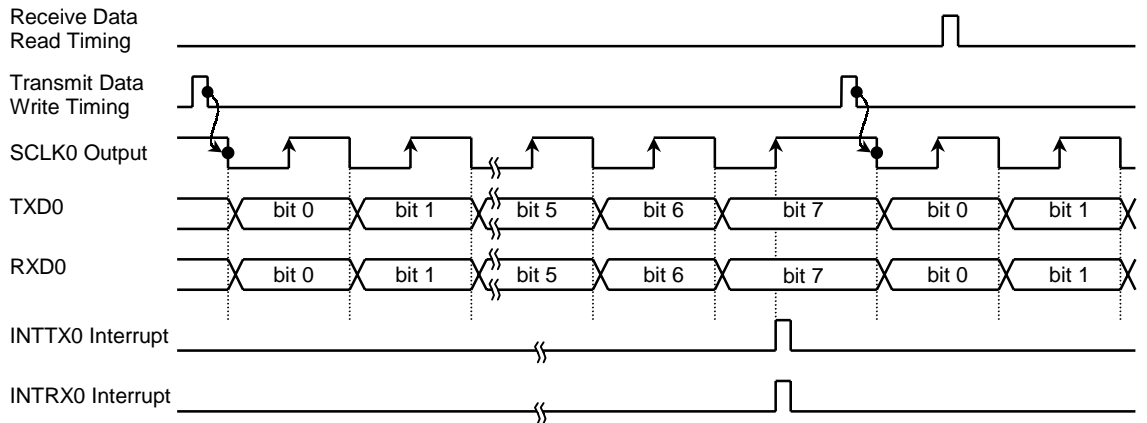 Receive Data
Read Timing
Transmit Data
Write Timing
SCLK0 Output
TXD0
bit 0 bit 1 bit 5 bit 6 bit 7 bit 0 bit 1
RXD0
bit 0 bit 1 bit 5 bit 6 bit 7 bit 0 bit 1
INTTX0 Interrupt
INTRX0 Interrupt